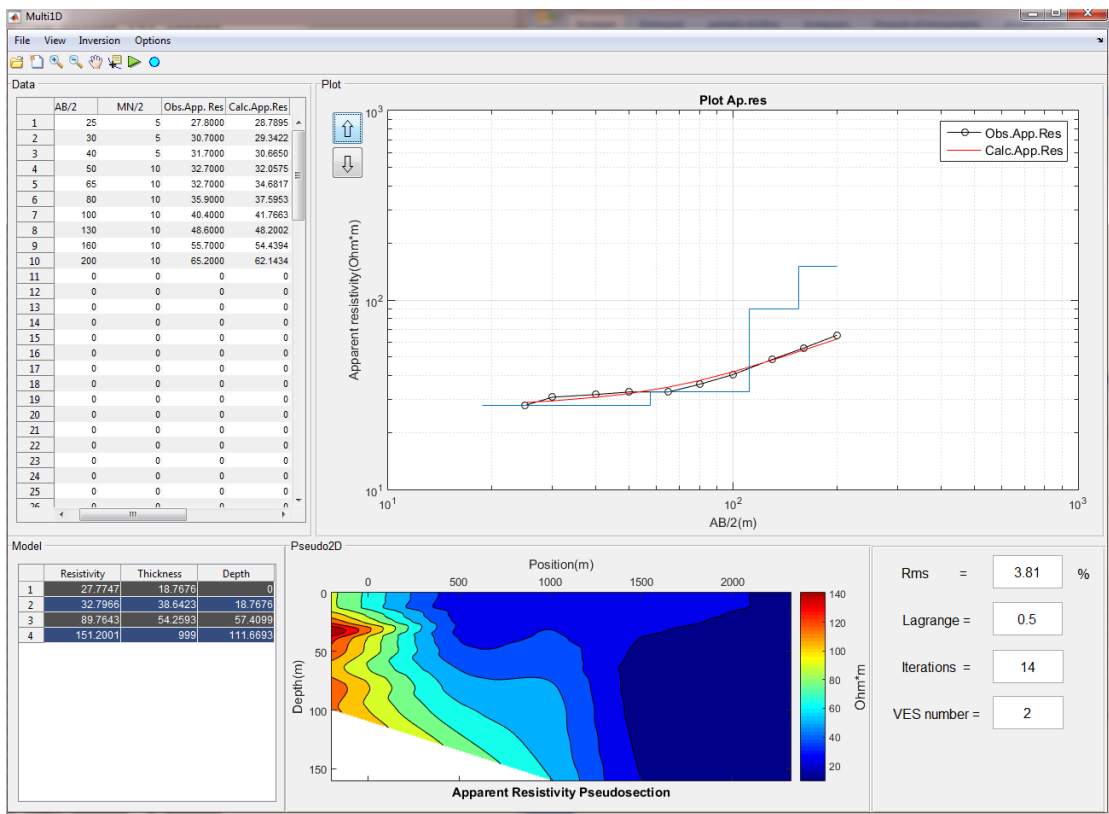 Multi1D
File View Inversion Options
Data
AB/2 MN/2 Obs.App. Res Calc.App.Res
1 25 5 27.8000 28.7895
2 30 5 30.7000 29.3422
3 40 5 31.7000 30.6650
4 50 10 32.7000 32.0575
5 65 10 32.7000 34.6817
6 80 10 35.9000 37.5953
7 100 10 40.4000 41.7663
8 130 10 48.6000 48.2002
9 160 10 55.7000 54.4394
10 200 10 65.2000 62.1434
11 0 0 0 0
12 0 0 0 0
13 0 0 0 0
14 0 0 0 0
15 0 0 0 0
16 0 0 0 0
17 0 0 0 0
18 0 0 0 0
19 0 0 0 0
20 0 0 0 0
21 0 0 0 0
22 0 0 0 0
23 0 0 0 0
24 0 0 0 0
25 0 0 0 0
26 0 0 0 0
Plot
Plot Ap.res
Obs.App.Res
Calc.App.Res
Apparent resistivity(Ohm*m)
10³
10²
10¹
10¹ 10² 10³
AB/2(m)
Model
Resistivity Thickness Depth
1 27.7747 18.7676 0
2 32.7966 38.6423 18.7676
3 89.7643 54.2593 57.4099
4 151.2001 999 111.6693
Pseudo2D
Position(m)
0 500 1000 1500 2000
Depth(m)
0
50
100
150
140
120
100
80
60
40
20
Ohm*m
Apparent Resistivity Pseudosection
Rms = 3.81 %
Lagrange = 0.5
Iterations = 14
VES number = 2